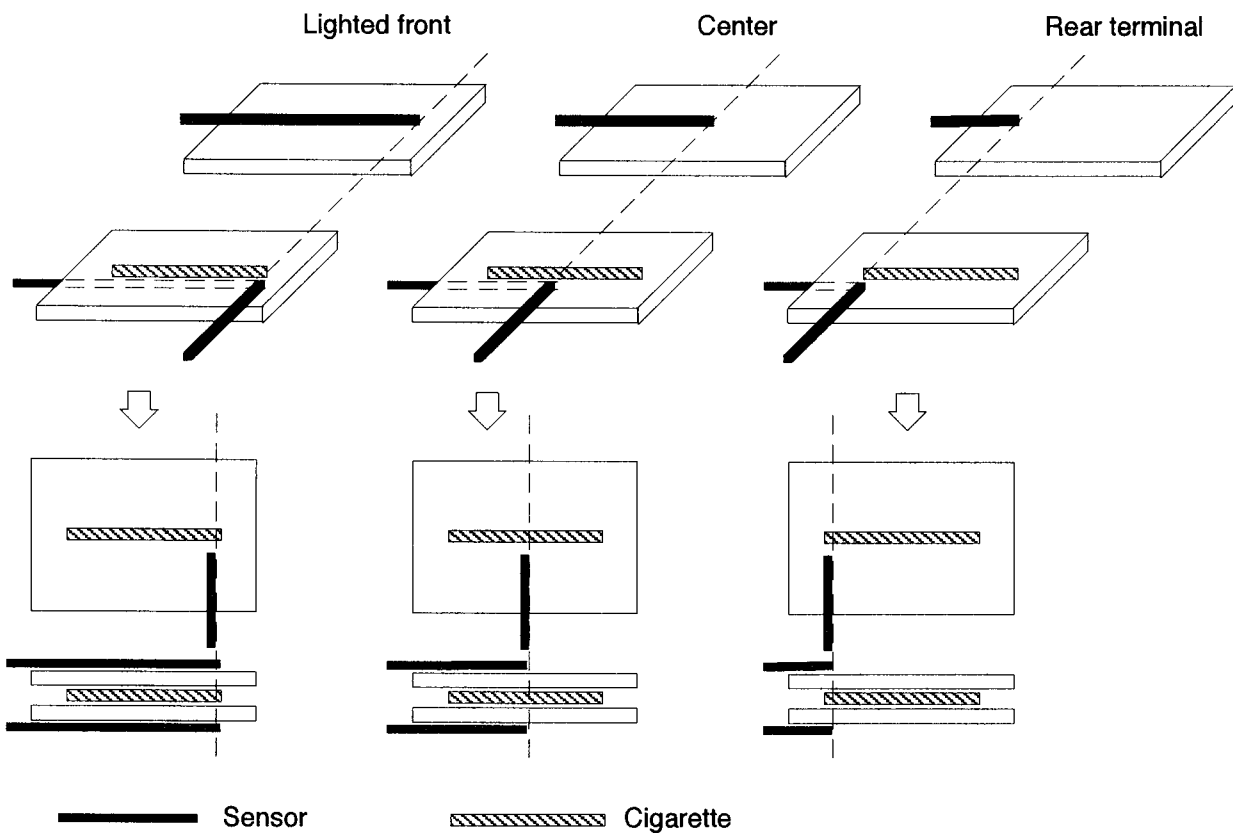 Lighted front
Center
Rear terminal
Sensor
Cigarette